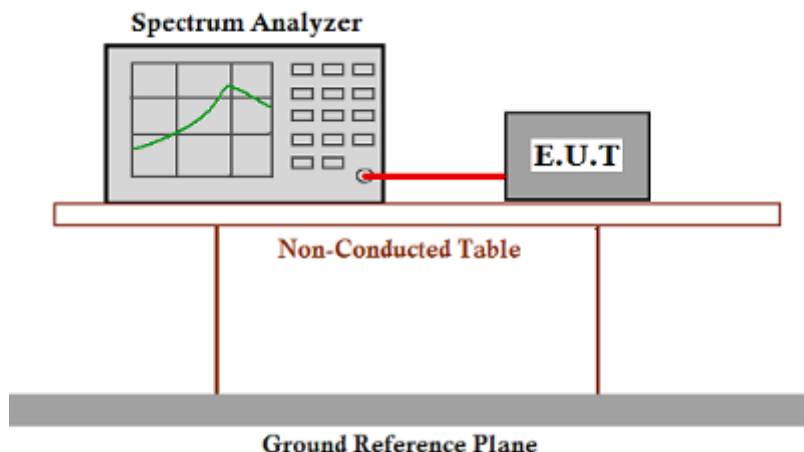 Spectrum Analyzer
E.U.T
Non-Conducted Table
Ground Reference Plane